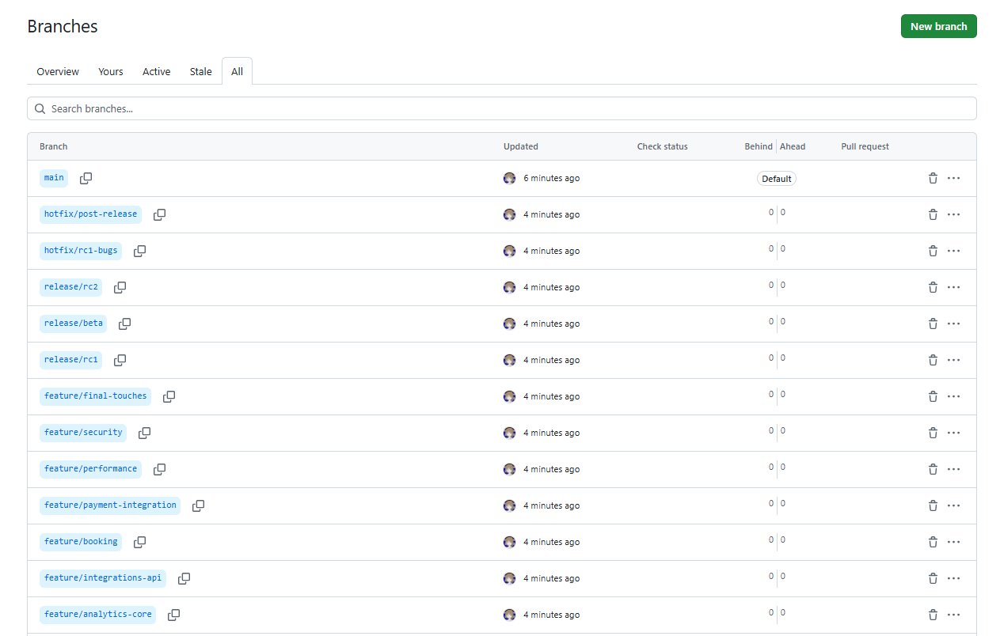 Branches
New branch
Overview Yours Active Stale All
Search branches...
Branch Updated Check status Behind Ahead Pull request
main 6 minutes ago Default
hotfix/post-release 4 minutes ago 0 0
hotfix/rc1-bugs 4 minutes ago 0 0
release/rc2 4 minutes ago 0 0
release/beta 4 minutes ago 0 0
release/rc1 4 minutes ago 0 0
feature/final-touches 4 minutes ago 0 0
feature/security 4 minutes ago 0 0
feature/performance 4 minutes ago 0 0
feature/payment-integration 4 minutes ago 0 0
feature/booking 4 minutes ago 0 0
feature/integrations-api 4 minutes ago 0 0
feature/analytics-core 4 minutes ago 0 0